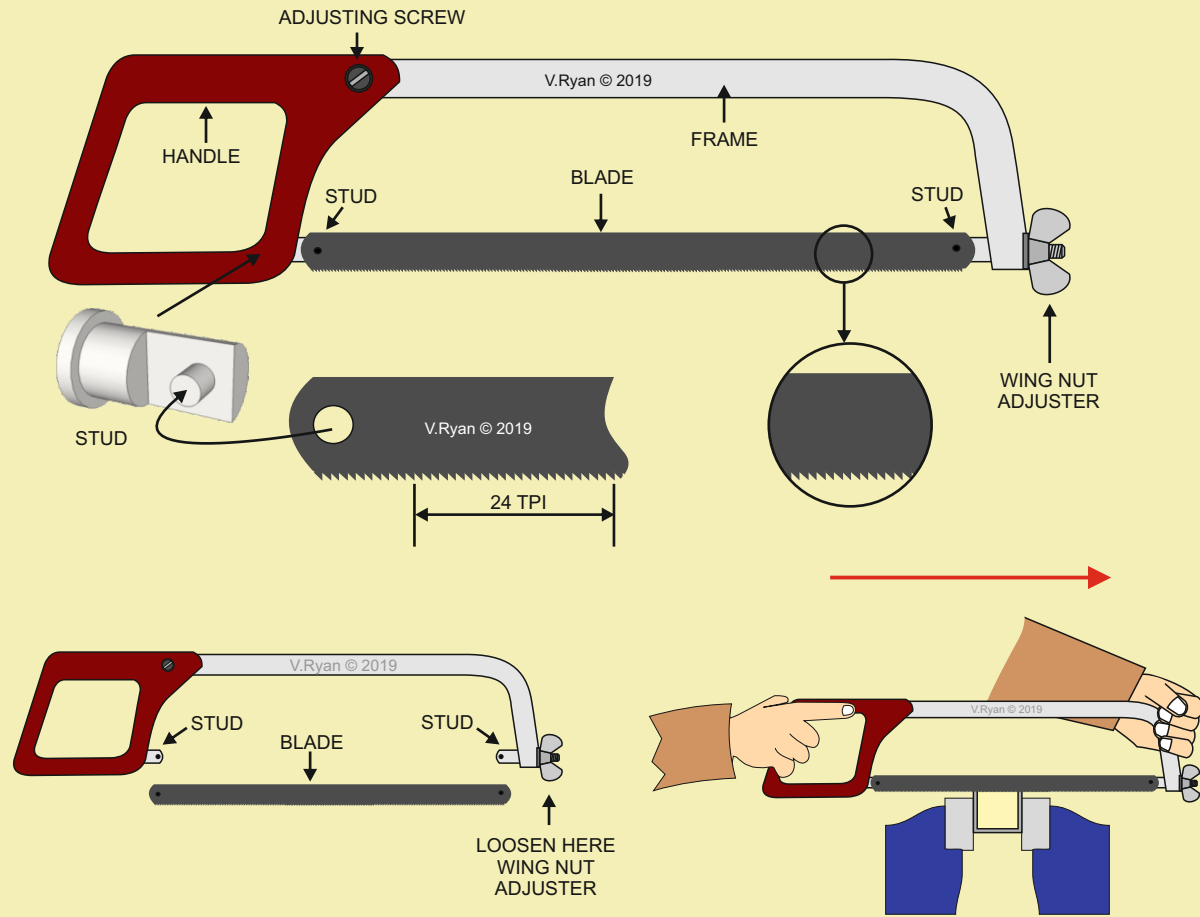 ADJUSTING SCREW
V.Ryan © 2019
HANDLE
FRAME
STUD
BLADE
STUD
WING NUT
ADJUSTER
STUD
V.Ryan © 2019
24 TPI
V.Ryan © 2019
STUD
BLADE
STUD
LOOSEN HERE
WING NUT
ADJUSTER
V.Ryan © 2019